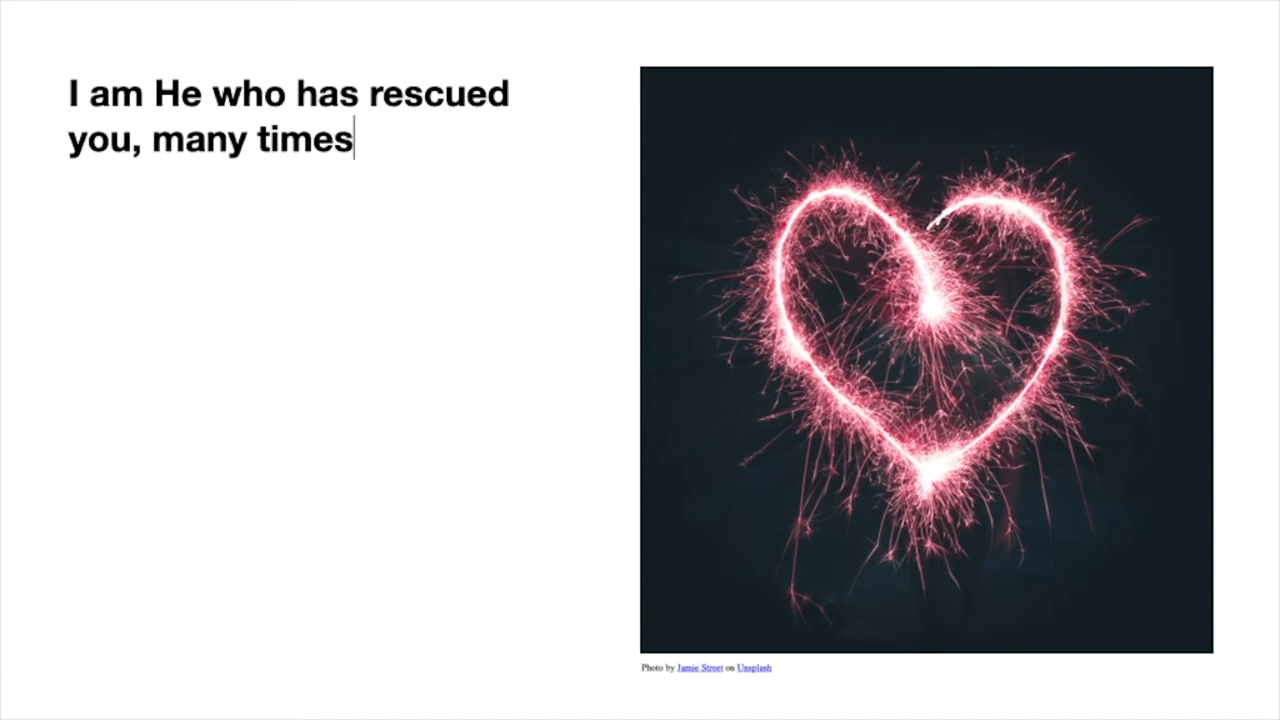 I am He who has rescued
you, many times
Photo by Jamie Street on Unsplash